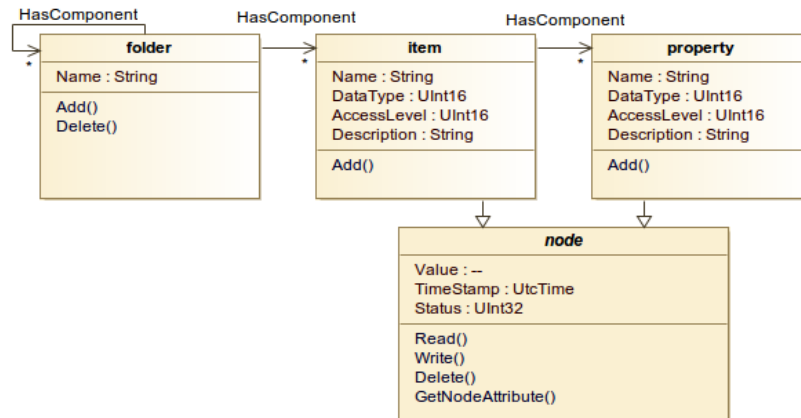 HasComponent
HasComponent
HasComponent
folder
Name : String
Add()
Delete()
*
item
Name : String
DataType : UInt16
AccessLevel : UInt16
Description : String
Add()
*
property
Name : String
DataType : UInt16
AccessLevel : UInt16
Description : String
Add()
*
node
Value : --
TimeStamp : UtcTime
Status : UInt32
Read()
Write()
Delete()
GetNodeAttribute()